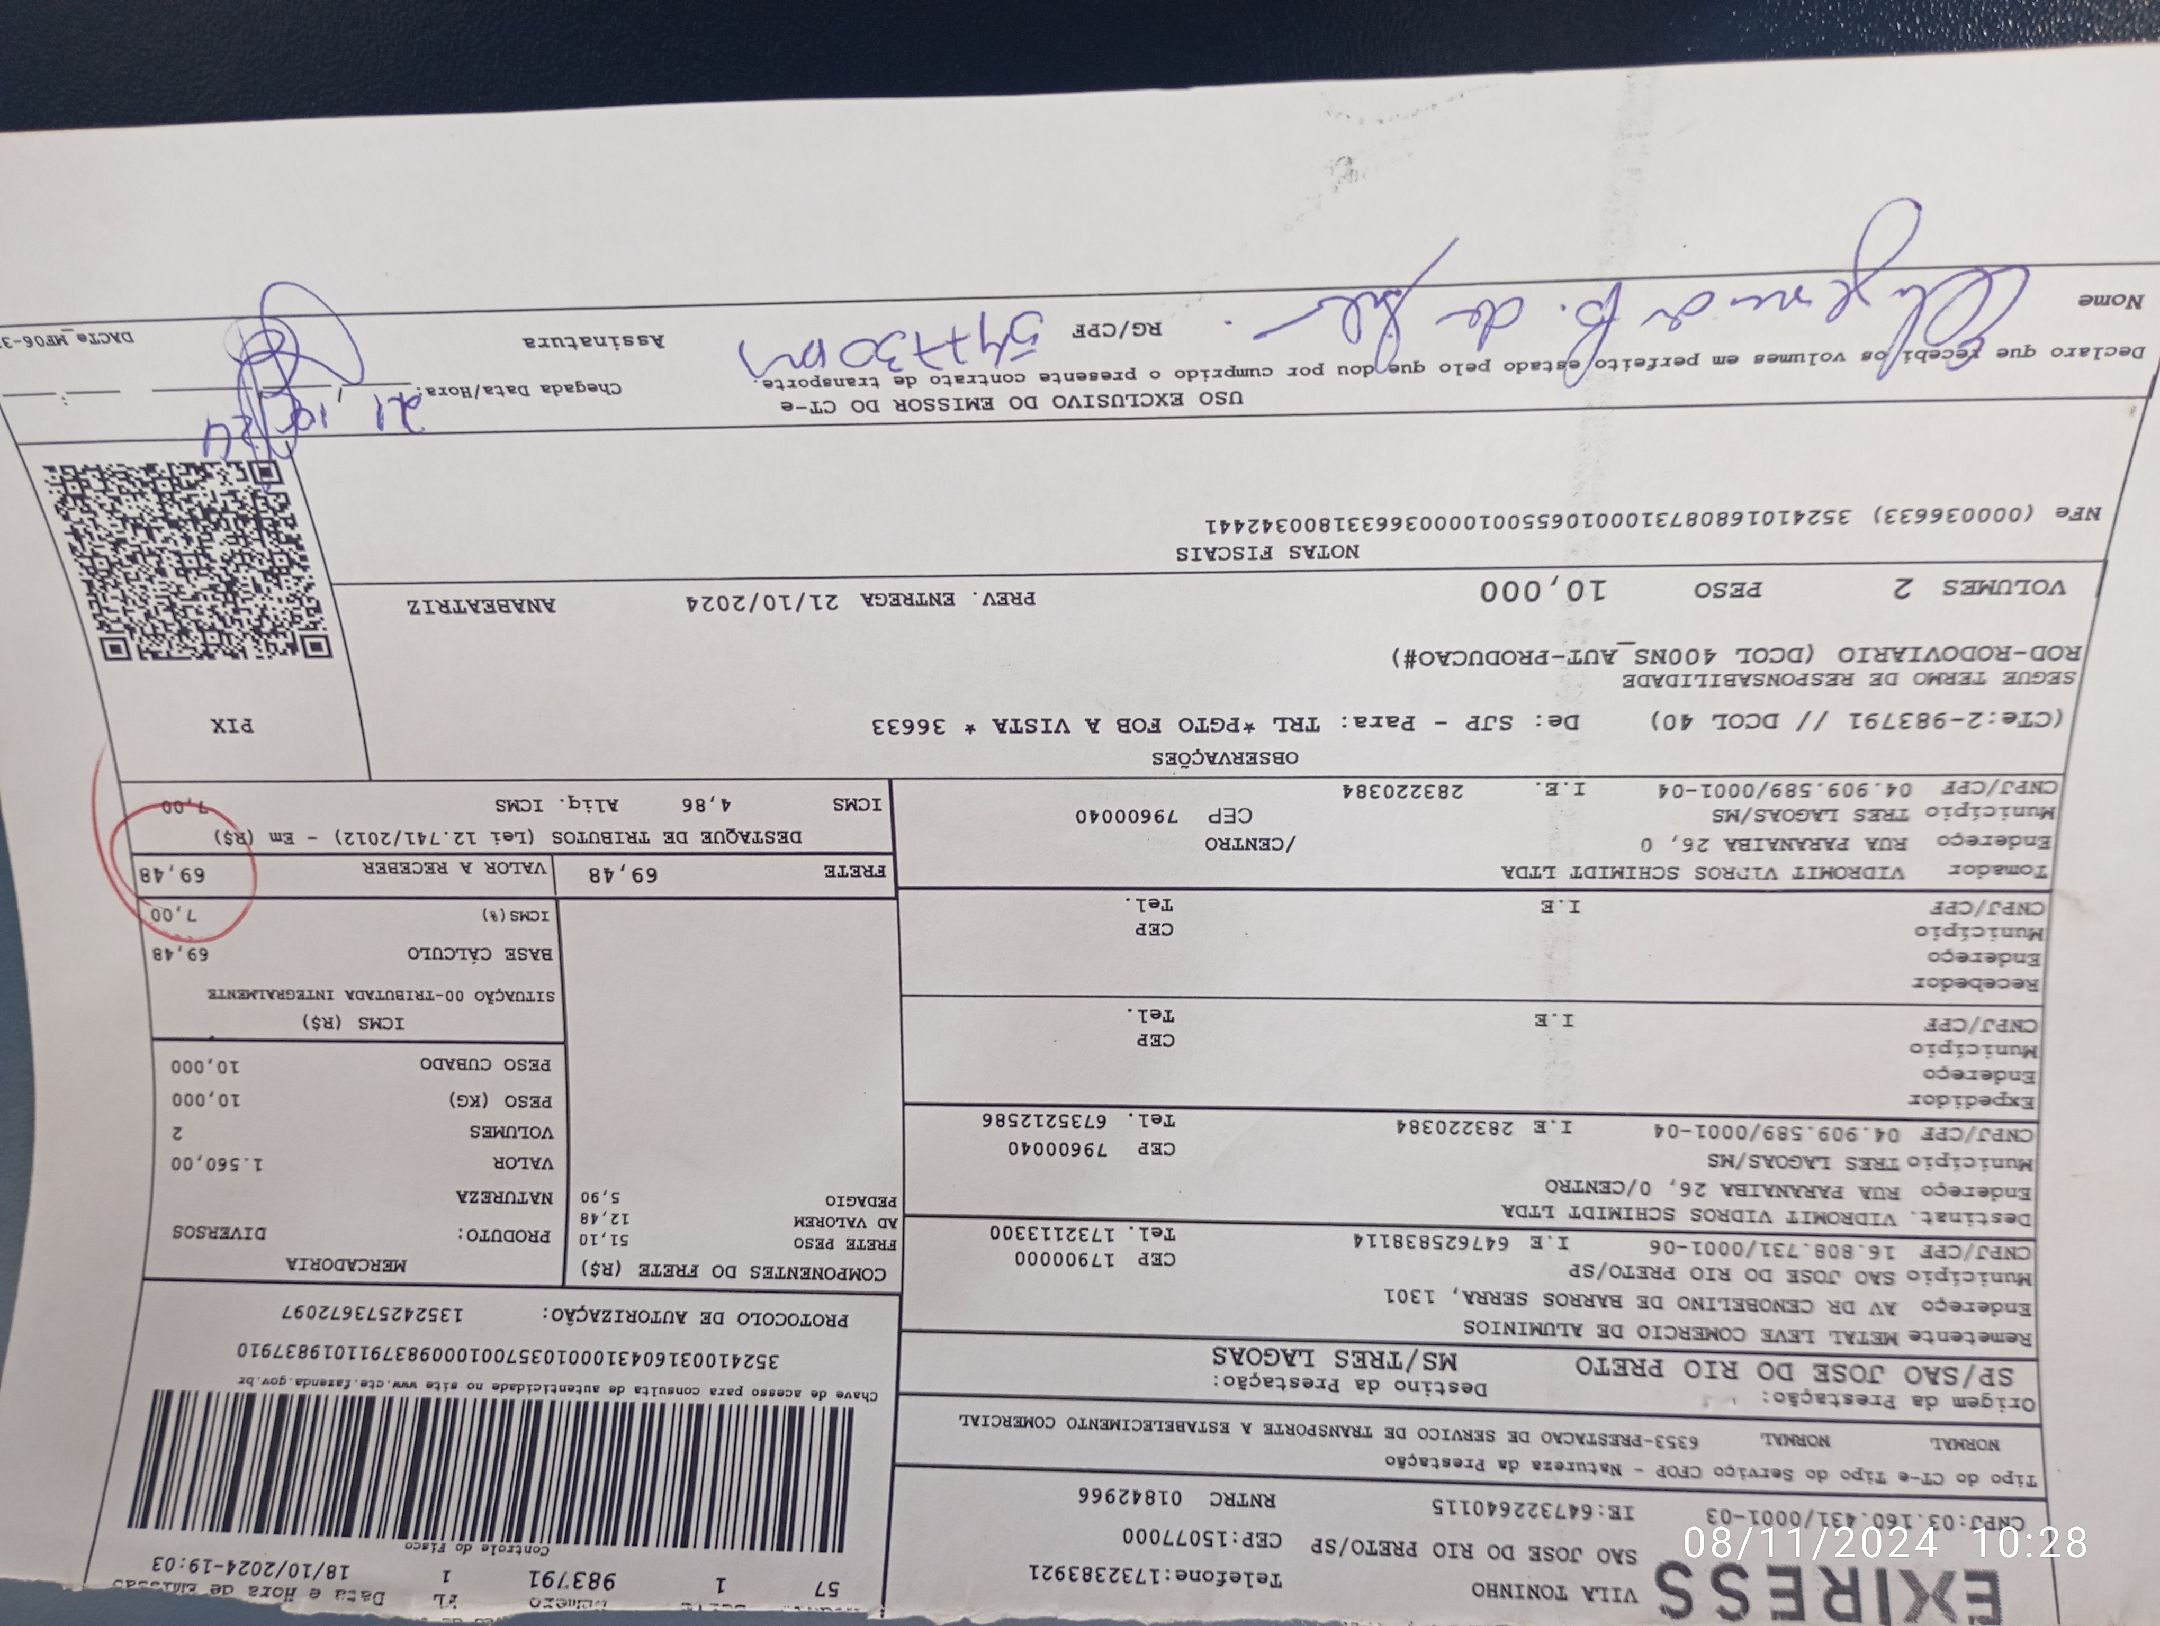 EXIRESS
VILA TONINHO Telefone:1732383921
SAO JOSE DO RIO PRETO/SP CEP:15077000
CNPJ:03.160.431/0001-03 IE:647322640115 RNTRC 01842966
57 1 983791 1 18/10/2024-19:03
Controle do Fisco
Tipo do CT-e Tipo do Serviço CFOP - Natureza da Prestação
NORMAL NORMAL 6353-PRESTACAO DE SERVICO DE TRANSPORTE A ESTABELECIMENTO COMERCIAL
Origem da Prestação: Destino da Prestação:
SP/SAO JOSE DO RIO PRETO MS/TRES LAGOAS
Chave de acesso para consulta de autenticidade no site www.cte.fazenda.gov.br
35241003160431000103570010009837911019837910
PROTOCOLO DE AUTORIZAÇÃO: 135242573672097
Remetente METAL LEVE COMERCIO DE ALUMINIOS
Endereço AV DR CENOBELINO DE BARROS SERRA, 1301
Município SAO JOSE DO RIO PRETO/SP CEP 17900000
CNPJ/CPF 16.808.731/0001-06 I.E 647625838114 Tel. 1732113300
Destinat. VIDROMIT VIDROS SCHIMIDT LTDA
Endereço RUA PARANAIBA 26, 0/CENTRO
Município TRES LAGOAS/MS CEP 79600040
CNPJ/CPF 04.909.589/0001-04 I.E 283220384 Tel. 6735212586
Expedidor
Endereço
Município CEP
CNPJ/CPF I.E Tel.
Recebedor
Endereço
Município CEP
CNPJ/CPF I.E Tel.
Tomador VIDROMIT VIDROS SCHIMIDT LTDA
Endereço RUA PARANAIBA 26, 0 /CENTRO
Município TRES LAGOAS/MS CEP 79600040
CNPJ/CPF 04.909.589/0001-04 I.E. 283220384
COMPONENTES DO FRETE (R$)
FRETE PESO 51,10
AD VALOREM 12,48
PEDAGIO 5,90
MERCADORIA
PRODUTO: DIVERSOS
NATUREZA
VALOR 1.560,00
VOLUMES 2
PESO (KG) 10,000
PESO CUBADO 10,000
ICMS (R$)
SITUAÇÃO 00-TRIBUTADA INTEGRALMENTE
BASE CÁLCULO 69,48
ICMS(%) 7,00
FRETE 69,48 VALOR A RECEBER 69,48
DESTAQUE DE TRIBUTOS (Lei 12.741/2012) - Em (R$)
ICMS 4,86 Aliq. ICMS 7,00
OBSERVAÇÕES
(CTe:2-983791 // DCOL 40) De: SJP - Para: TRL *PGTO FOB A VISTA * 36633
SEGUE TERMO DE RESPONSABILIDADE
ROD-RODOVIARIO (DCOL 400NS_AUT-PRODUCAO#)
PIX
VOLUMES 2 PESO 10,000 PREV. ENTREGA 21/10/2024 ANABEATRIZ
NOTAS FISCAIS
NFe (000036633) 35241016808731000106550010000366331800342441
USO EXCLUSIVO DO EMISSOR DO CT-e
Declaro que recebi os volumes em perfeito estado pelo que dou por cumprido o presente contrato de transporte.
Chegada Data/Hora: 21 10 24
Nome RG/CPF Assinatura
DACTe_MF06-3
08/11/2024 10:28